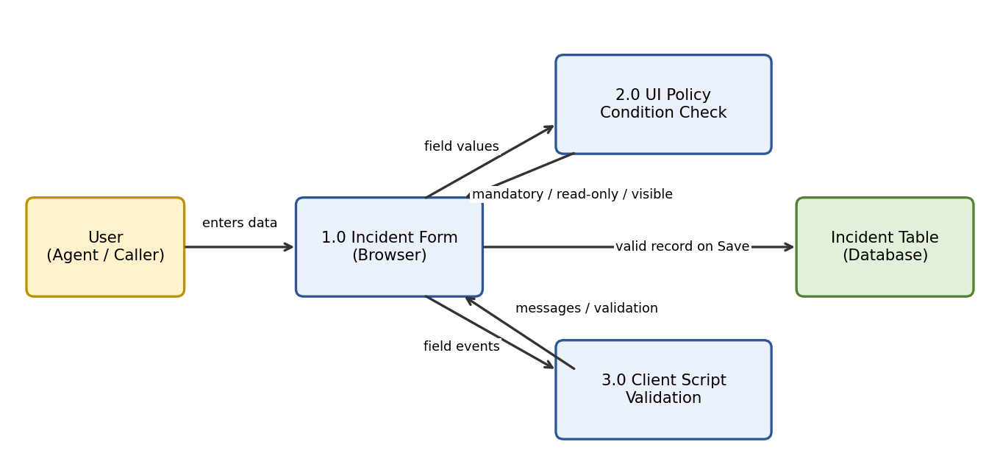 2.0 UI Policy
Condition Check
field values
mandatory / read-only / visible
enters data
User
(Agent / Caller)
1.0 Incident Form
(Browser)
valid record on Save
Incident Table
(Database)
messages / validation
field events
3.0 Client Script
Validation